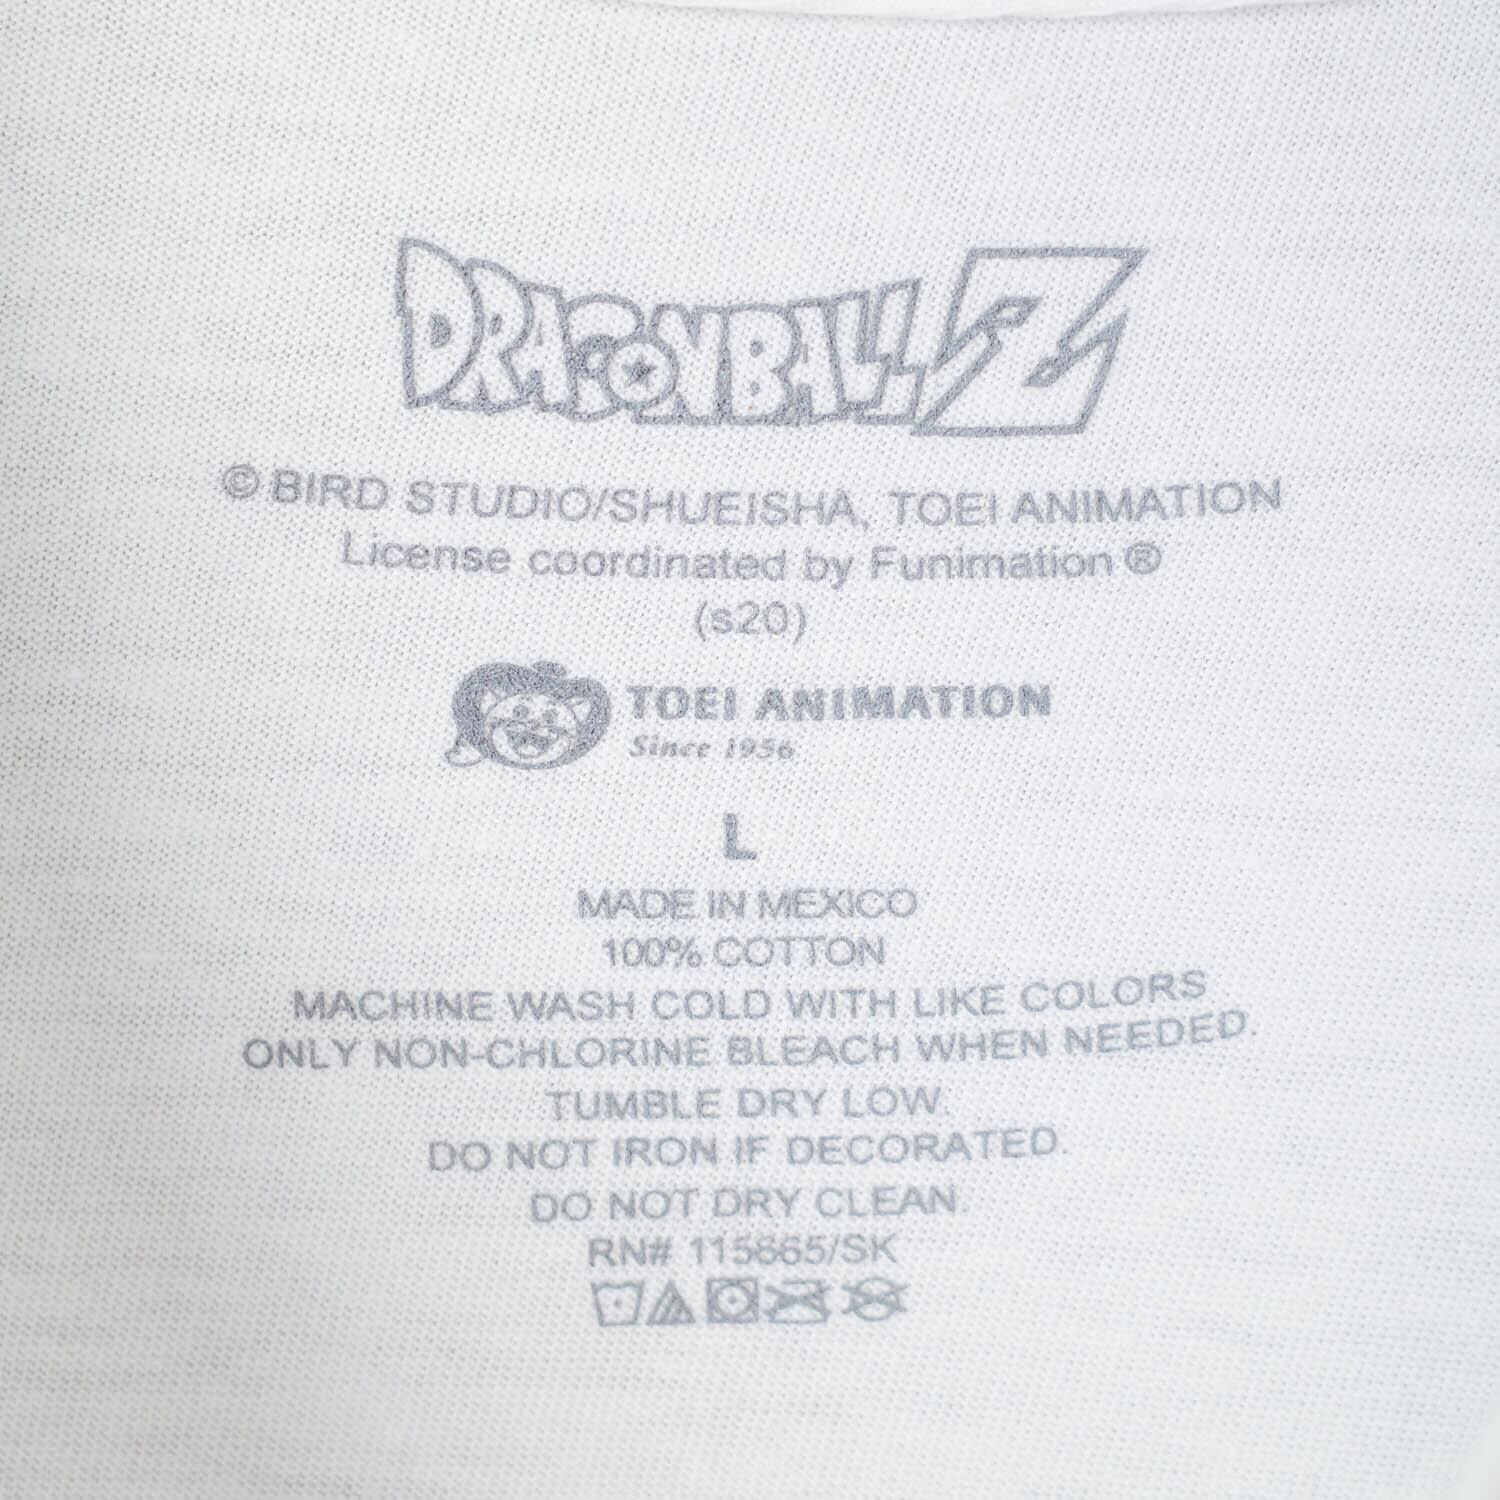 DRAGONBALL Z
© BIRD STUDIO/SHUEISHA, TOEI ANIMATION
License coordinated by Funimation ®
(s20)
TOEI ANIMATION
Since 1956
L
MADE IN MEXICO
100% COTTON
MACHINE WASH COLD WITH LIKE COLORS
ONLY NON-CHLORINE BLEACH WHEN NEEDED.
TUMBLE DRY LOW.
DO NOT IRON IF DECORATED.
DO NOT DRY CLEAN.
RN# 115665/SK